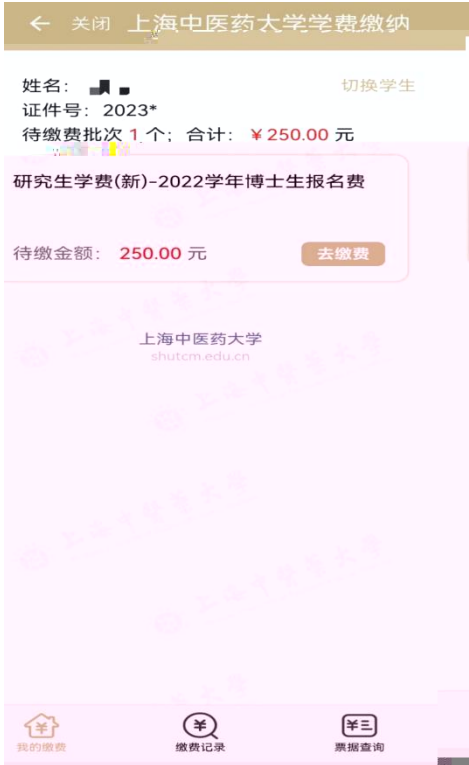 ← 关闭 上海中医药大学学费缴纳
姓名：
切换学生
证件号：2023*
待缴费批次 1 个；合计：￥250.00 元
研究生学费(新)-2022学年博士生报名费
待缴金额：250.00 元
去缴费
上海中医药大学
shutcm.edu.cn
我的缴费
缴费记录
票据查询